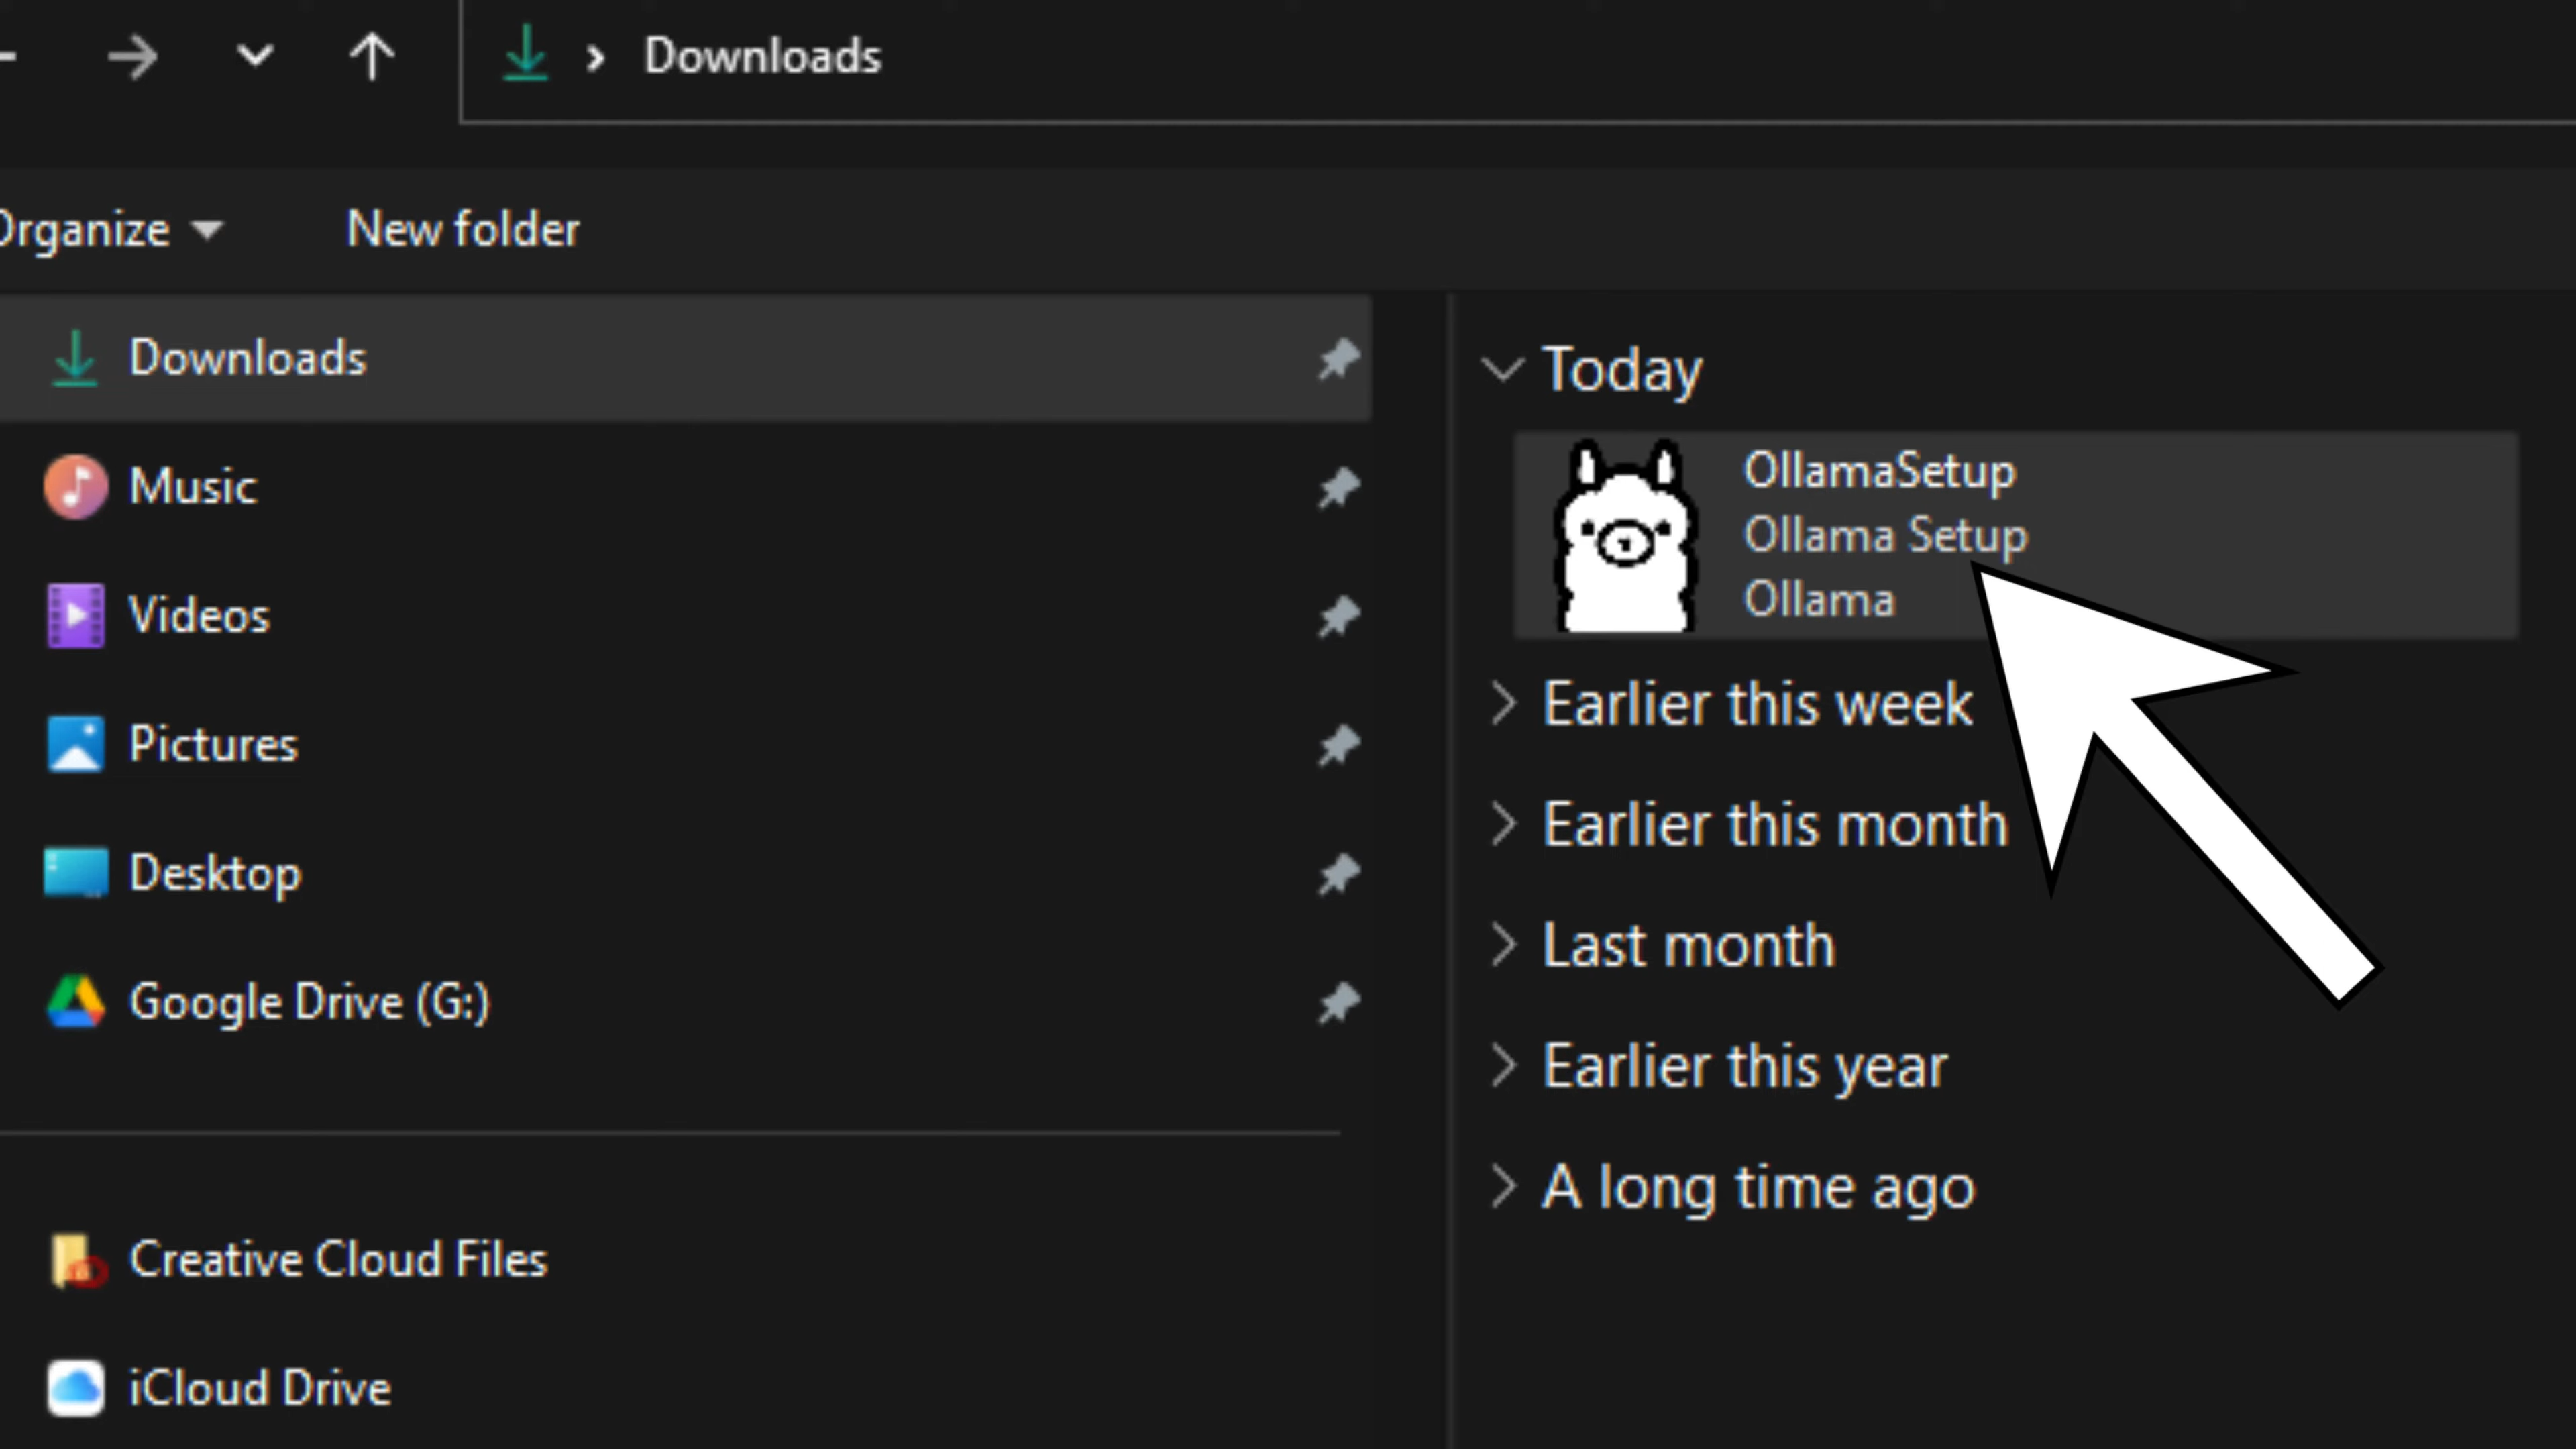 Downloads
Organize
New folder
Downloads
Music
Videos
Pictures
Desktop
Google Drive (G:)
Creative Cloud Files
iCloud Drive
Today
OllamaSetup
Ollama Setup
Ollama
Earlier this week
Earlier this month
Last month
Earlier this year
A long time ago